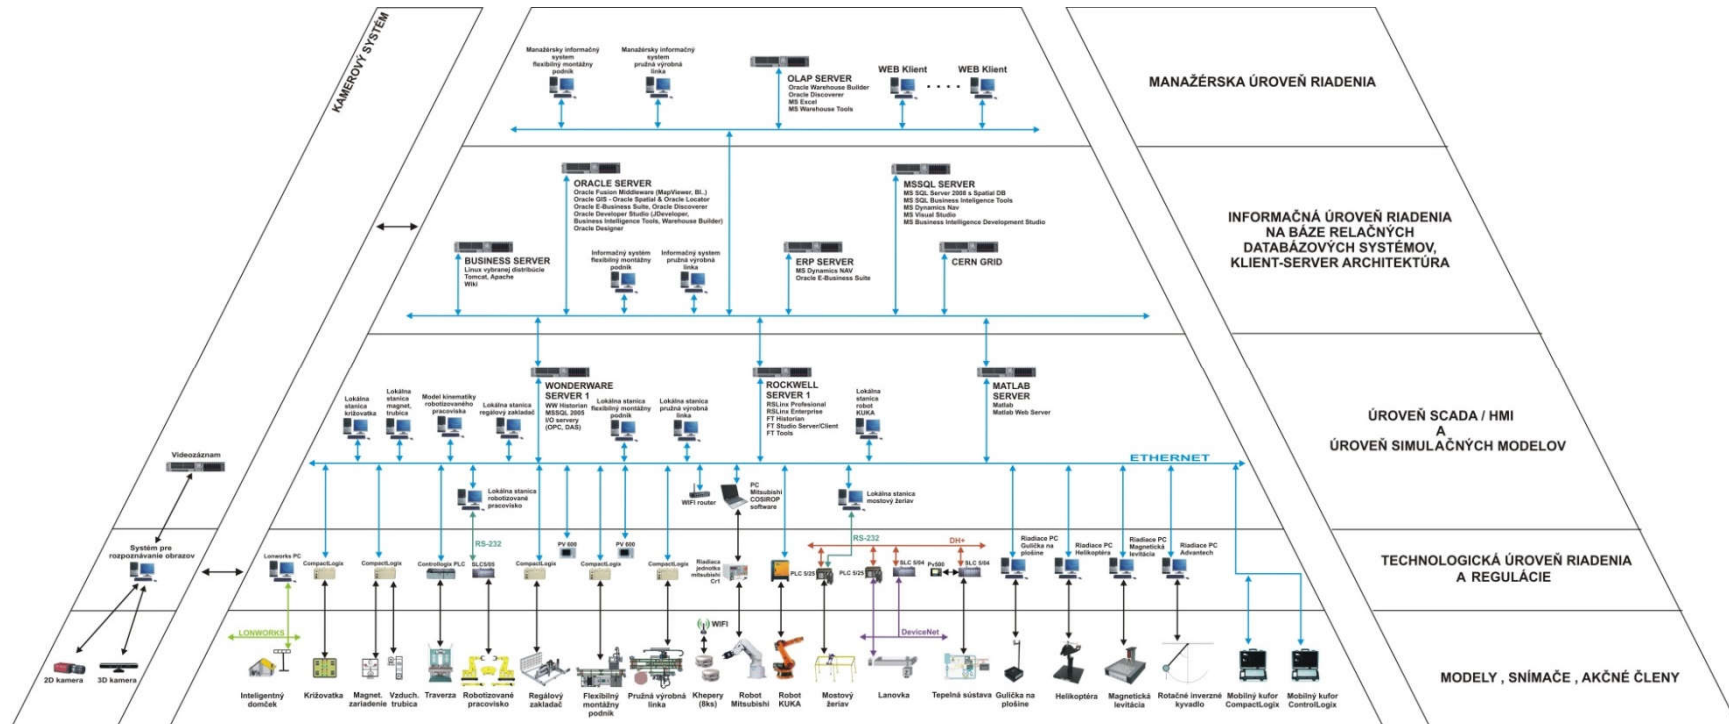 KAMEROVÝ SYSTÉM
Manažérsky informačný
system
flexibilný montážny
podnik
Manažérsky informačný
system
pružná výrobná
linka
OLAP SERVER
Oracle Warehouse Builder
Oracle Discoverer
MS Excel
MS Warehouse Tools
WEB Klient
WEB Klient
MANAŽÉRSKA ÚROVEŇ RIADENIA
ORACLE SERVER
Oracle Fusion Middleware (MapViewer, BI..)
Oracle GIS - Oracle Spatial & Oracle Locator
Oracle E-Business Suite, Oracle Discoverer
Oracle Developer Studio (JDeveloper,
Business Intelligence Tools, Warehouse Builder)
Oracle Designer
MSSQL SERVER
MS SQL Server 2008 s Spatial DB
MS SQL Business Inteligence Tools
MS Dynamics Nav
MS Visual Studio
MS Business Intelligence Development Studio
INFORMAČNÁ ÚROVEŇ RIADENIA
NA BÁZE RELAČNÝCH
DATABÁZOVÝCH SYSTÉMOV,
KLIENT-SERVER ARCHITEKTÚRA
BUSINESS SERVER
Linux vybranej distribúcie
Tomcat, Apache
Wiki
Informačný systém
flexibilný montážny
podnik
Informačný system
pružná výrobná
linka
ERP SERVER
MS Dynamics NAV
Oracle E-Business Suite
CERN GRID
Lokálna
stanica
križovatka
Lokálna
stanica
magnet,
trubica
Model kinematiky
robotizovaného
pracoviska
Lokálna stanica
regálový zakladač
WONDERWARE
SERVER 1
WW Historian
MSSQL 2005
I/O servery
(OPC, DAS)
Lokálna stanica
flexibilný montážny
podnik
Lokálna stanica
pružná výrobná
linka
ROCKWELL
SERVER 1
RSLinx Profesional
RSLinx Enterprise
FT Historian
FT Studio Server/Client
FT Tools
Lokálna
stanica
robot
KUKA
MATLAB
SERVER
Matlab
Matlab Web Server
ÚROVEŇ SCADA / HMI
A
ÚROVEŇ SIMULAČNÝCH MODELOV
ETHERNET
Videozáznam
Lokálna stanica
robotizované
pracovisko
WIFI router
PC
Mitsubishi
COSIROP
software
Lokálna stanica
mostový žeriav
Systém pre
rozpoznávanie obrazov
Lonworks PC
CompactLogix
CompactLogix
Controllogix PLC
RS-232
SLC5/05
CompactLogix
PV 600
CompactLogix
PV 600
CompactLogix
Riadiaca
jednotka
mitsubishi
Cr1
RS-232
DH+
PLC 5/25
PLC 5/25
SLC 5/04
Pv500
SLC 5/04
Riadiace PC
Gulička na
plošine
Riadiace PC
Helikoptéra
Riadiace PC
Magnetická
levitácia
Riadiace PC
Advantech
TECHNOLOGICKÁ ÚROVEŇ RIADENIA
A REGULÁCIE
LONWORKS
WIFI
DeviceNet
2D kamera
3D kamera
Inteligentný
domček
Križovatka
Magnet.
zariadenie
Vzduch.
trubica
Traverza
Robotizované
pracovisko
Regálový
zakladač
Flexibilný
montážny
podnik
Pružná výrobná
linka
Khepery
(8ks)
Robot
Mitsubishi
Robot
KUKA
Mostový
žeriav
Lanovka
Tepelná sústava
Gulička na
plošine
Helikoptéra
Magnetická
levitácia
Rotačné inverzné
kyvadlo
Mobilný kufor
CompactLogix
Mobilný kufor
ControlLogix
MODELY , SNÍMAČE , AKČNÉ ČLENY